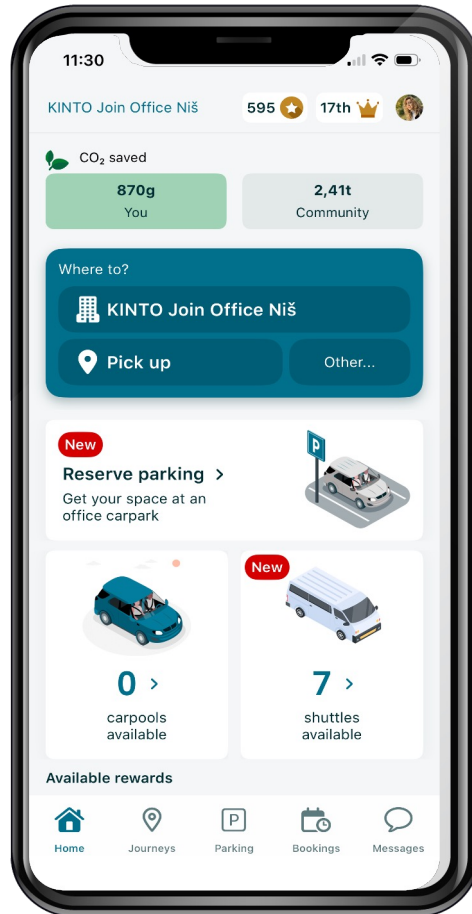 11:30
KINTO Join Office Niš 595 17th
CO₂ saved
870g
You
2,41t
Community
Where to?
KINTO Join Office Niš
Pick up
Other...
New
Reserve parking >
Get your space at an
office carpark
P
New
0 >
carpools
available
7 >
shuttles
available
Available rewards
P
Home Journeys Parking Bookings Messages